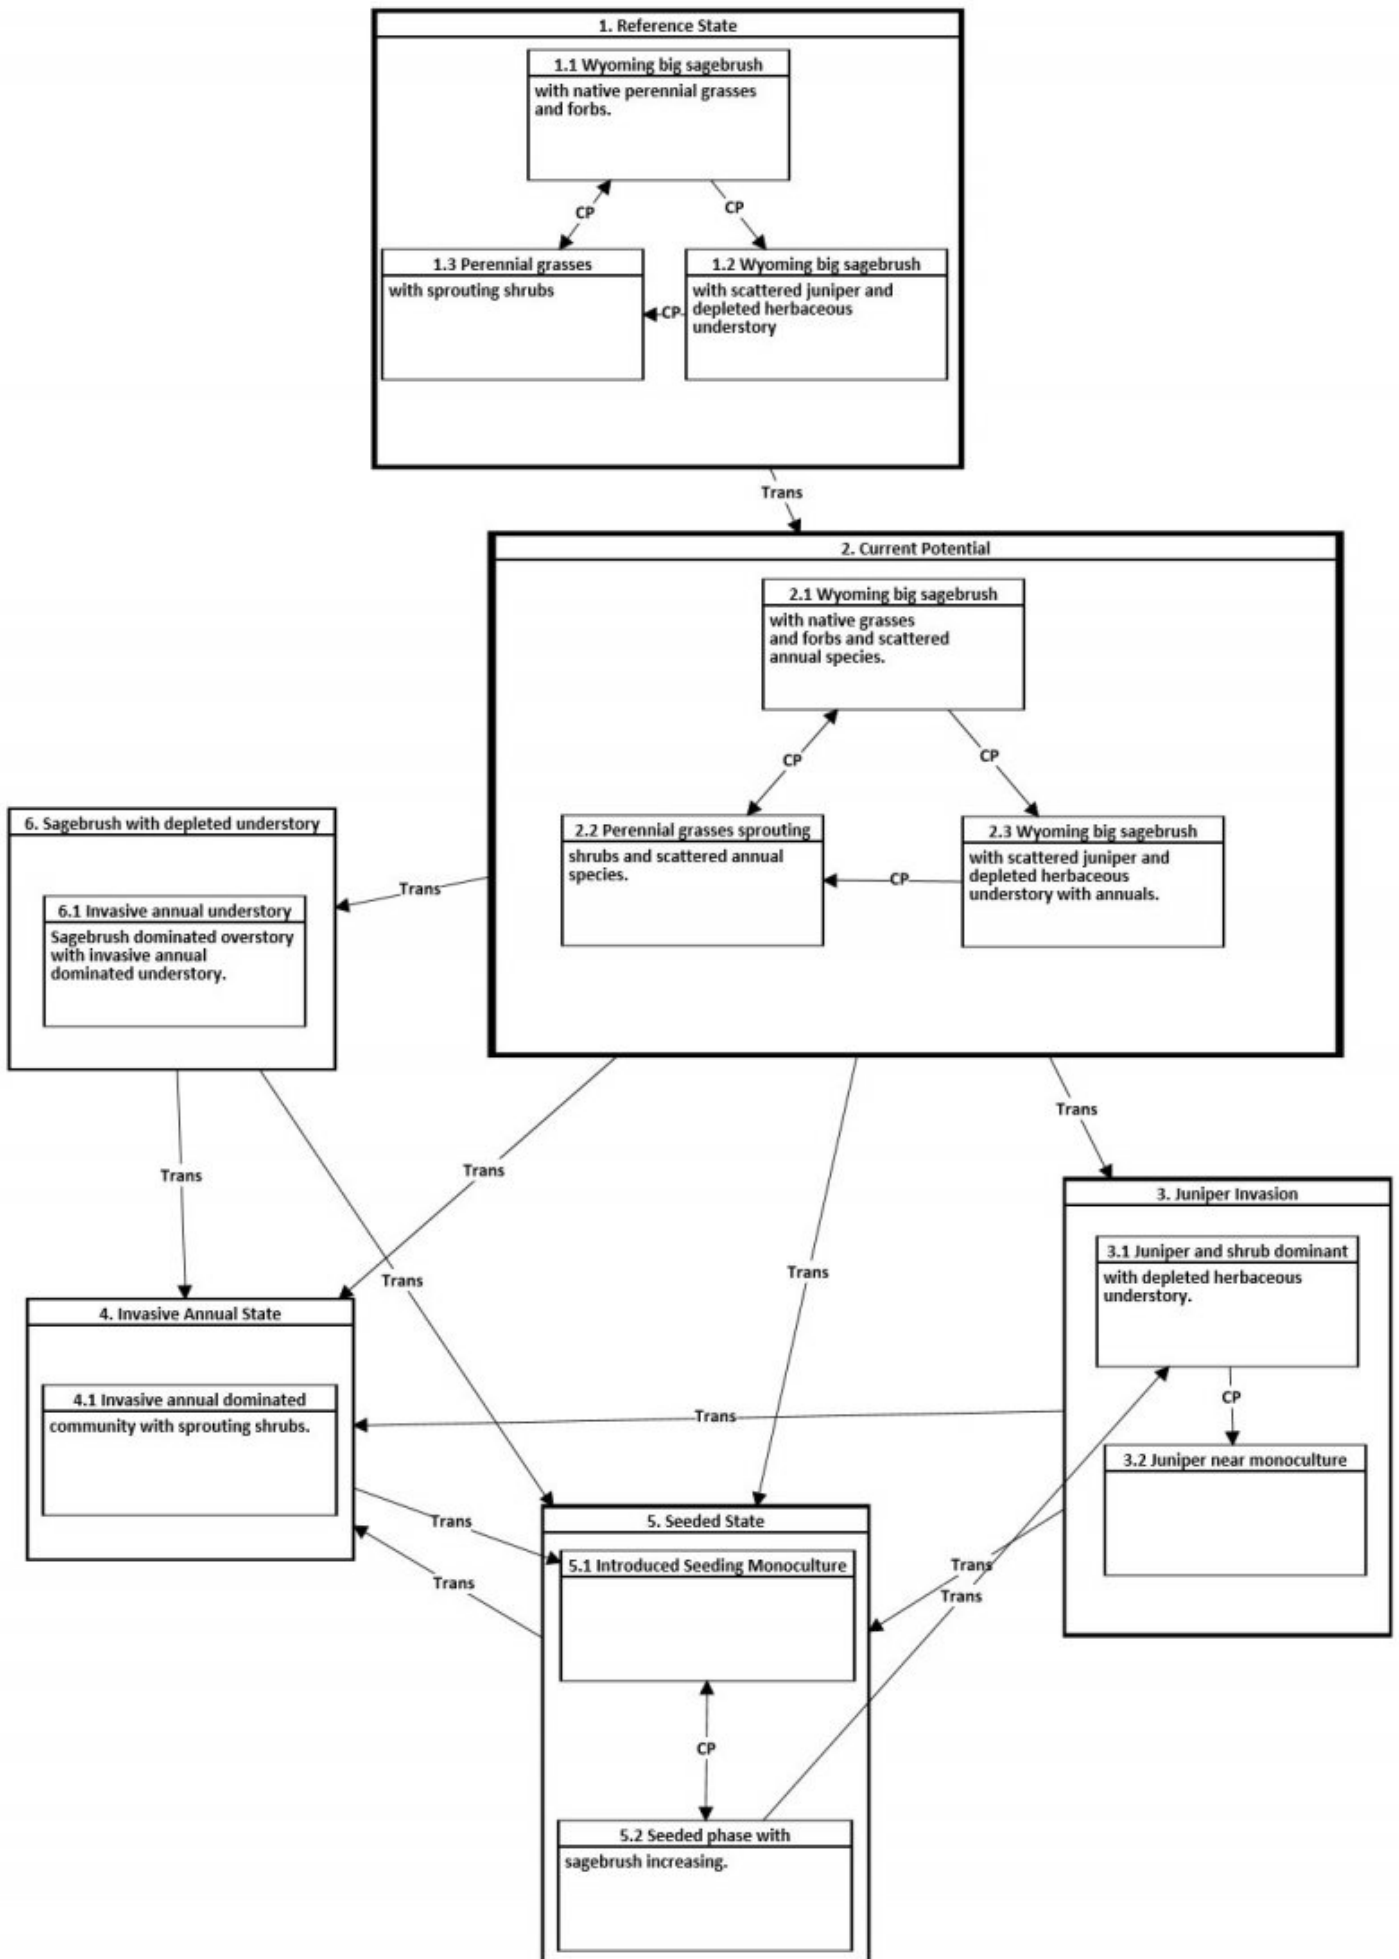 1. Reference State
1.1 Wyoming big sagebrush
with native perennial grasses
and forbs.
CP
CP
1.3 Perennial grasses
with sprouting shrubs
CP
1.2 Wyoming big sagebrush
with scattered juniper and
depleted herbaceous
understory
Trans
2. Current Potential
2.1 Wyoming big sagebrush
with native grasses
and forbs and scattered
annual species.
CP
CP
2.2 Perennial grasses sprouting
shrubs and scattered annual
species.
CP
2.3 Wyoming big sagebrush
with scattered juniper and
depleted herbaceous
understory with annuals.
6. Sagebrush with depleted understory
Trans
6.1 Invasive annual understory
Sagebrush dominated overstory
with invasive annual
dominated understory.
Trans
Trans
Trans
Trans
Trans
3. Juniper Invasion
3.1 Juniper and shrub dominant
with depleted herbaceous
understory.
CP
3.2 Juniper near monoculture
4. Invasive Annual State
4.1 Invasive annual dominated
community with sprouting shrubs.
Trans
Trans
Trans
5. Seeded State
5.1 Introduced Seeding Monoculture
Trans
Trans
CP
5.2 Seeded phase with
sagebrush increasing.